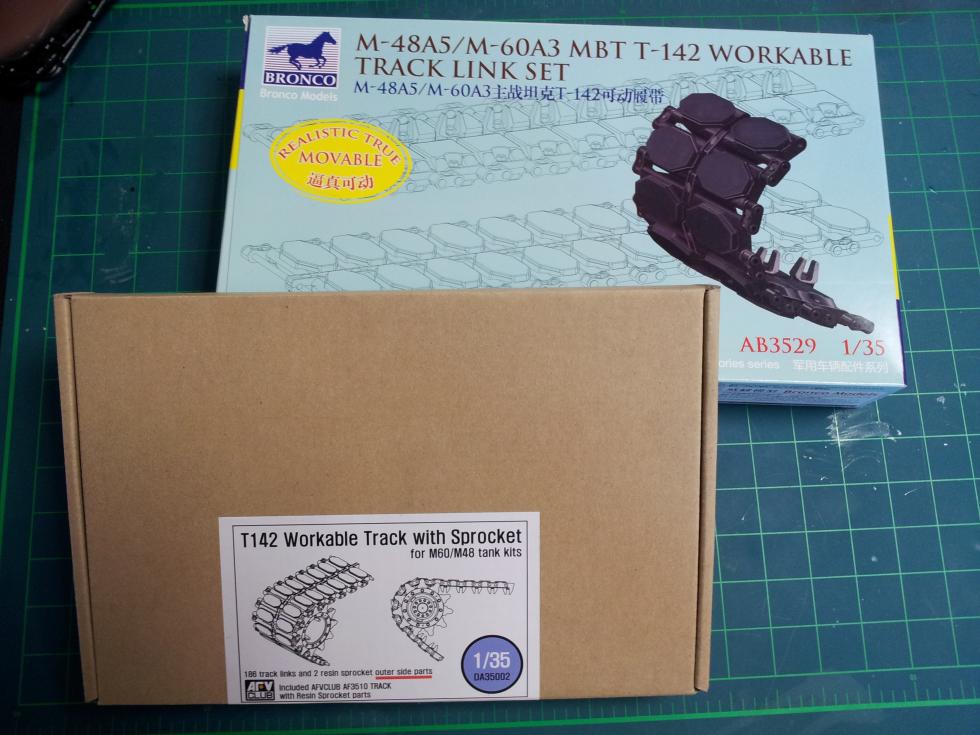 BRONCO
Bronco Models
M-48A5/M-60A3 MBT T-142 WORKABLE
TRACK LINK SET
M-48A5/M-60A3主战坦克T-142可动履带
REALISTIC TRUE
MOVABLE
逼真可动
AB3529 1/35
ories series 军用车辆配件系列
Bronco Models
T142 Workable Track with Sprocket
for M60/M48 tank kits
186 track links and 2 resin sprocket outer side parts
1/35
DA35002
AFV
CLUB
Included AFVCLUB AF3510 TRACK
with Resin Sprocket parts